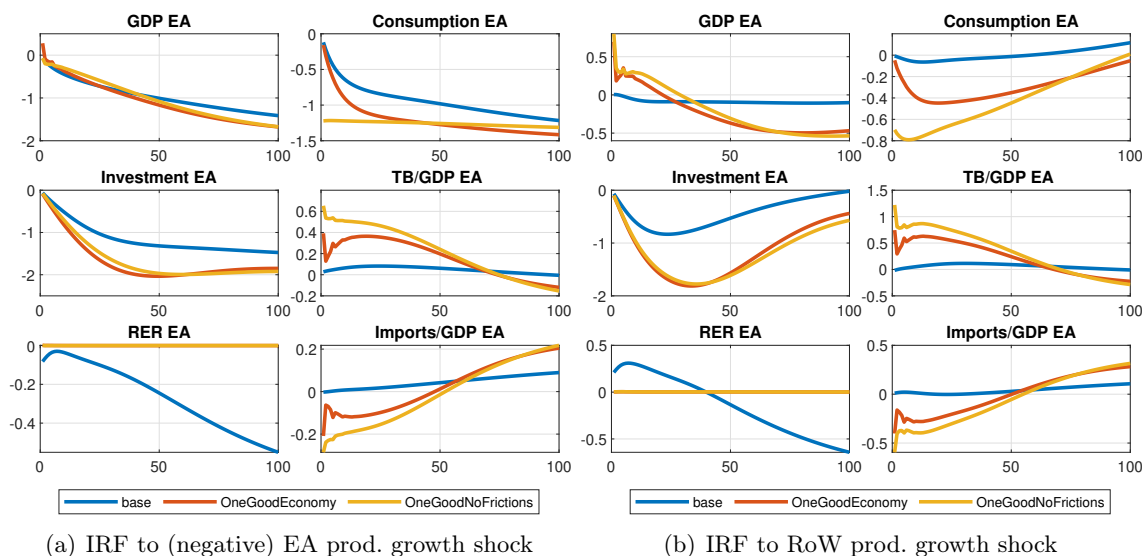 GDP EA
0
-1
-2
0 50 100
Consumption EA
0
-0.5
-1
-1.5
0 50 100
Investment EA
0
-1
-2
0 50 100
TB/GDP EA
0.6
0.4
0.2
0
-0.2
0 50 100
RER EA
0
-0.2
-0.4
0 50 100
Imports/GDP EA
0.2
0
-0.2
0 50 100
base OneGoodEconomy OneGoodNoFrictions
(a) IRF to (negative) EA prod. growth shock
GDP EA
0.5
0
-0.5
0 50 100
Consumption EA
0.2
0
-0.2
-0.4
-0.6
-0.8
0 50 100
Investment EA
0
-1
-2
0 50 100
TB/GDP EA
1.5
1
0.5
0
-0.5
0 50 100
RER EA
0.5
0
-0.5
0 50 100
Imports/GDP EA
0.5
0
-0.5
0 50 100
base OneGoodEconomy OneGoodNoFrictions
(b) IRF to RoW prod. growth shock